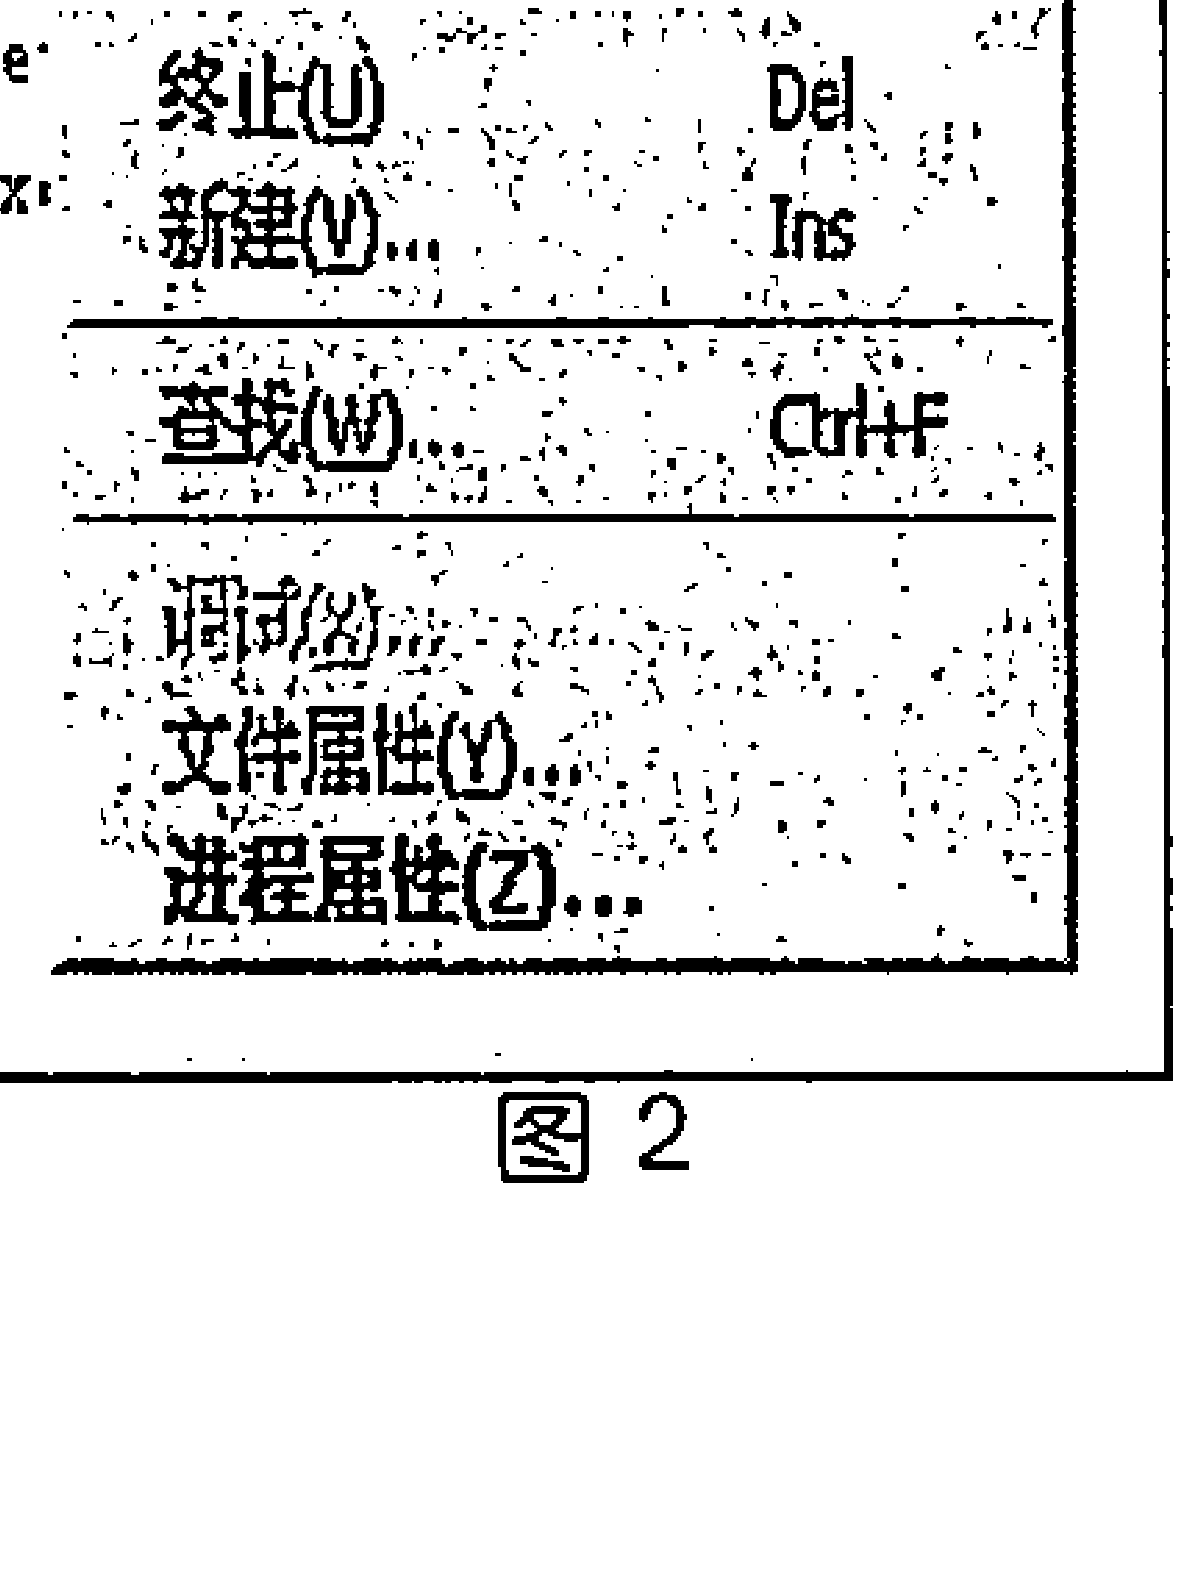 e.
终止(U) Del
x:
新建(V)... Ins
查找(W)... Ctrl+F
调试(X)...
文件属性(Y)...
进程属性(Z)...
图 2